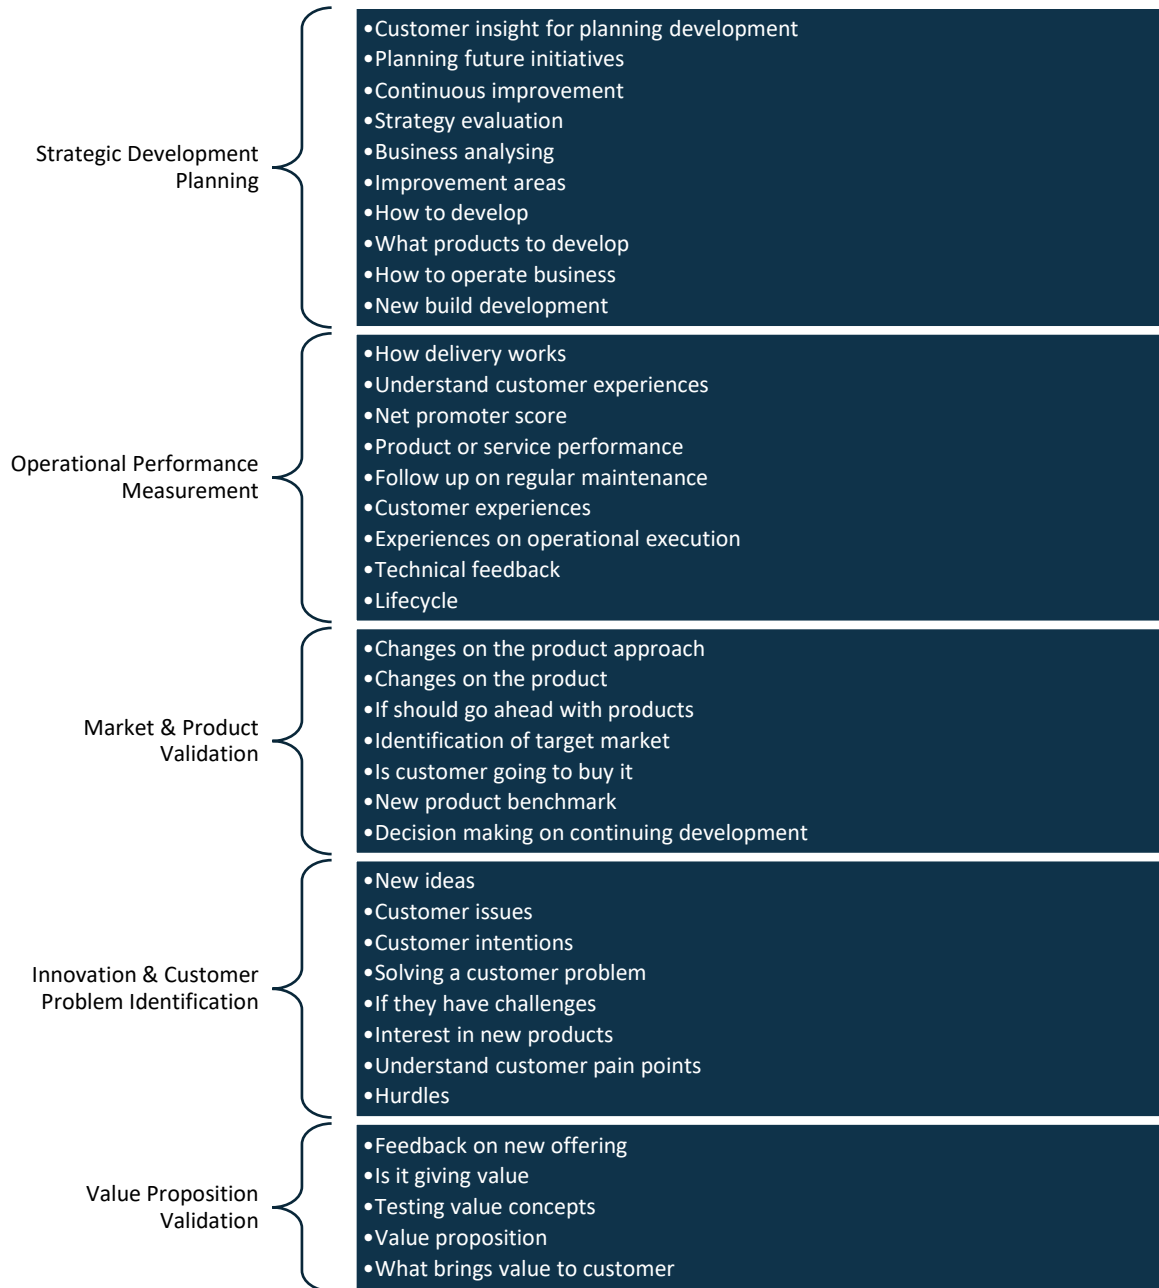 Strategic Development
Planning
•Customer insight for planning development
•Planning future initiatives
•Continuous improvement
•Strategy evaluation
•Business analysing
•Improvement areas
•How to develop
•What products to develop
•How to operate business
•New build development
Operational Performance
Measurement
•How delivery works
•Understand customer experiences
•Net promoter score
•Product or service performance
•Follow up on regular maintenance
•Customer experiences
•Experiences on operational execution
•Technical feedback
•Lifecycle
Market & Product
Validation
•Changes on the product approach
•Changes on the product
•If should go ahead with products
•Identification of target market
•Is customer going to buy it
•New product benchmark
•Decision making on continuing development
Innovation & Customer
Problem Identification
•New ideas
•Customer issues
•Customer intentions
•Solving a customer problem
•If they have challenges
•Interest in new products
•Understand customer pain points
•Hurdles
Value Proposition
Validation
•Feedback on new offering
•Is it giving value
•Testing value concepts
•Value proposition
•What brings value to customer